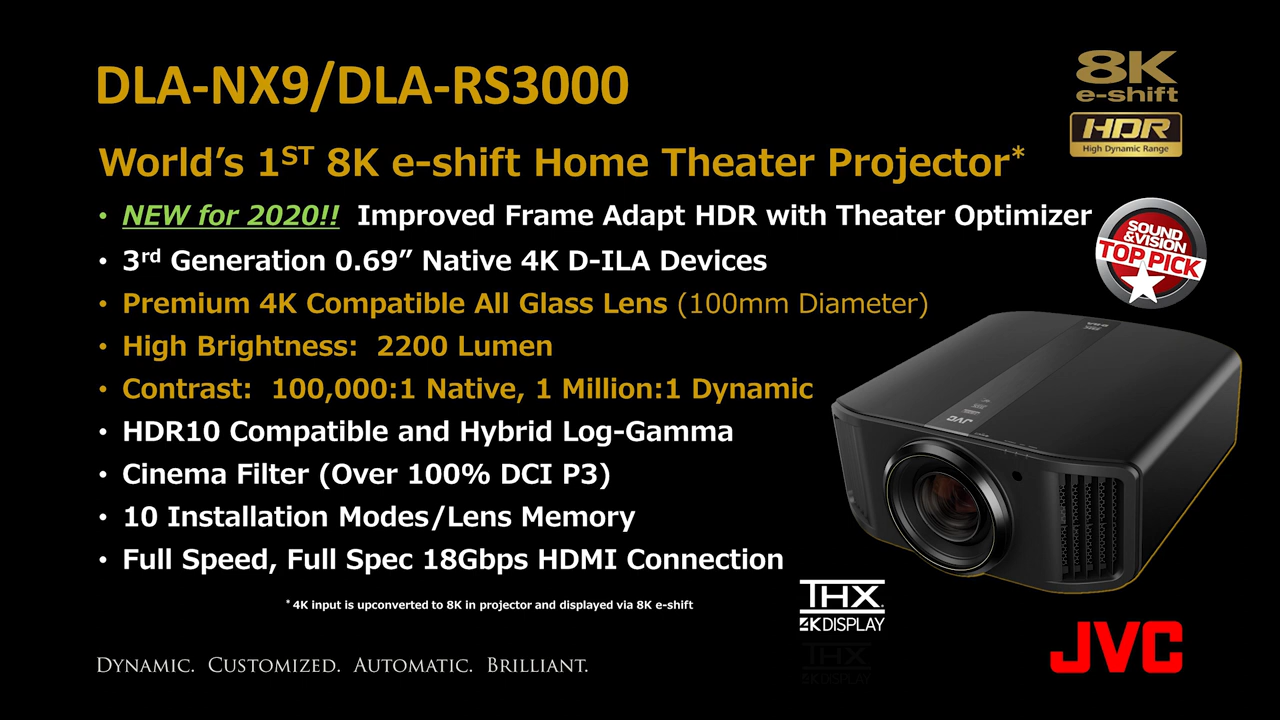 DLA-NX9/DLA-RS3000
8K
e-shift
HDR
High Dynamic Range
World’s 1ST 8K e-shift Home Theater Projector*
• NEW for 2020!! Improved Frame Adapt HDR with Theater Optimizer
SOUND
&VISION
TOP PICK
• 3rd Generation 0.69” Native 4K D-ILA Devices
• Premium 4K Compatible All Glass Lens (100mm Diameter)
• High Brightness: 2200 Lumen
• Contrast: 100,000:1 Native, 1 Million:1 Dynamic
• HDR10 Compatible and Hybrid Log-Gamma
• Cinema Filter (Over 100% DCI P3)
• 10 Installation Modes/Lens Memory
• Full Speed, Full Spec 18Gbps HDMI Connection
JVC
* 4K input is upconverted to 8K in projector and displayed via 8K e-shift
THX
4K DISPLAY
THX
4K DISPLAY
DYNAMIC. CUSTOMIZED. AUTOMATIC. BRILLIANT.
JVC